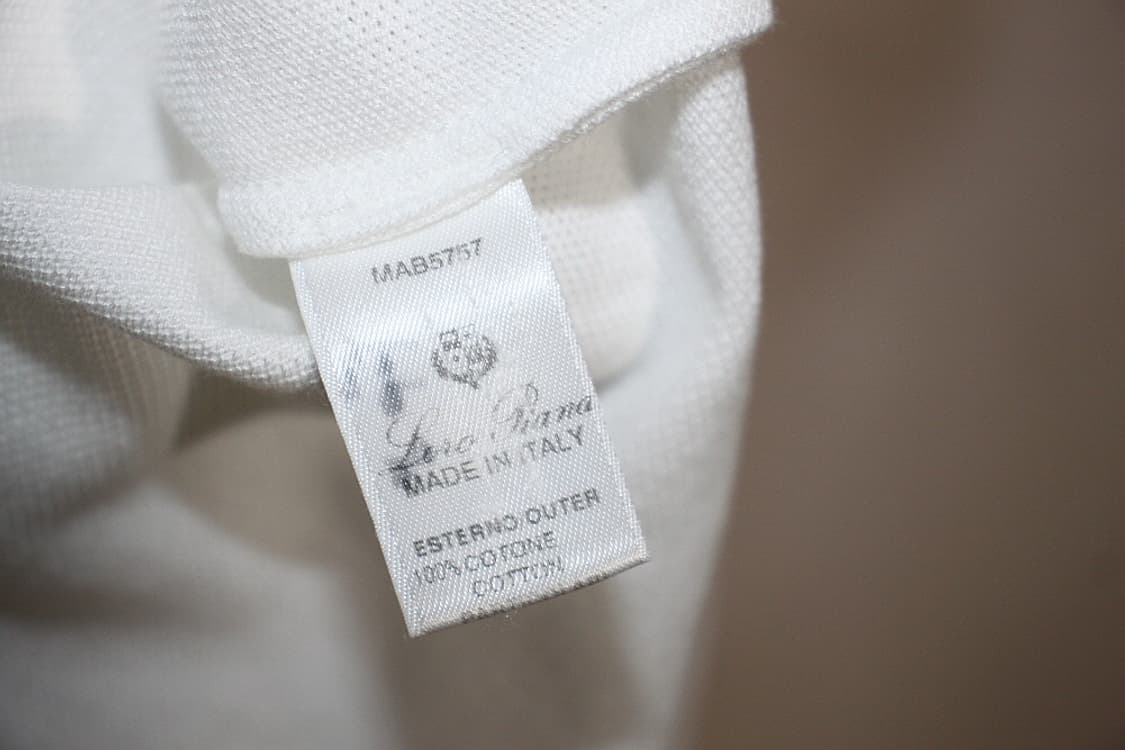 MAB5757
Loro Piana
MADE IN ITALY
ESTERNO/OUTER
100% COTONE
COTTON